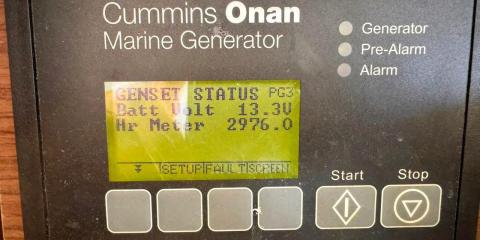 Cummins Onan
Marine Generator
Generator
Pre-Alarm
Alarm
GENSET STATUS PG3
Batt Volt 13.3V
Hr Meter 2976.0
SETUP|FAULT|SCREEN
Start Stop